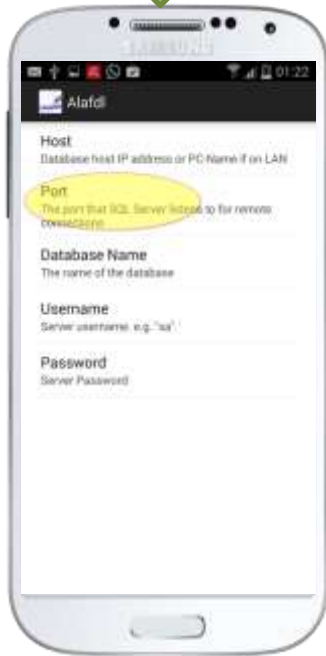 SAMSUNG
01:22
Alafdl
Host
Database host IP address or PC-Name if on LAN
Port
The port that SQL Server listens to for remote
connections
Database Name
The name of the database
Username
Server username. e.g. "sa".
Password
Server Password